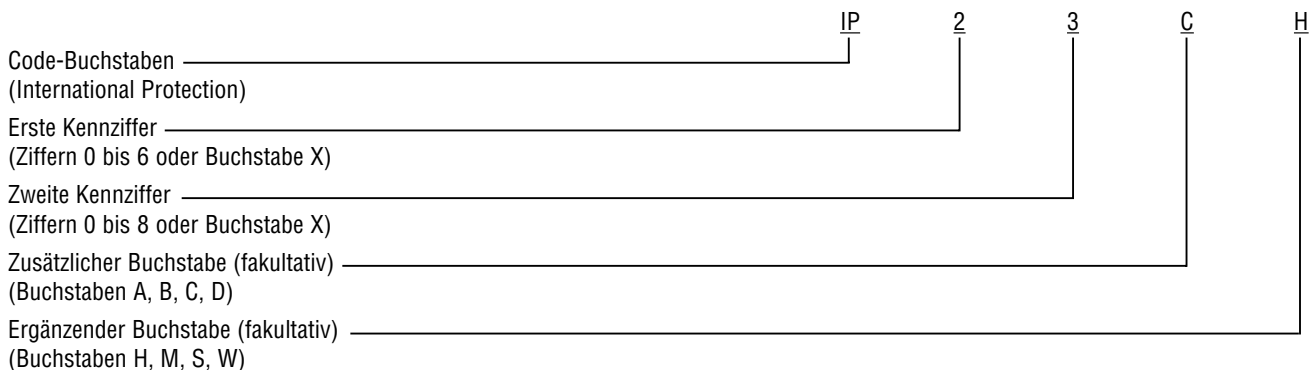 IP 2 3 C H
Code-Buchstaben
(International Protection)
Erste Kennziffer
(Ziffern 0 bis 6 oder Buchstabe X)
Zweite Kennziffer
(Ziffern 0 bis 8 oder Buchstabe X)
Zusätzlicher Buchstabe (fakultativ)
(Buchstaben A, B, C, D)
Ergänzender Buchstabe (fakultativ)
(Buchstaben H, M, S, W)